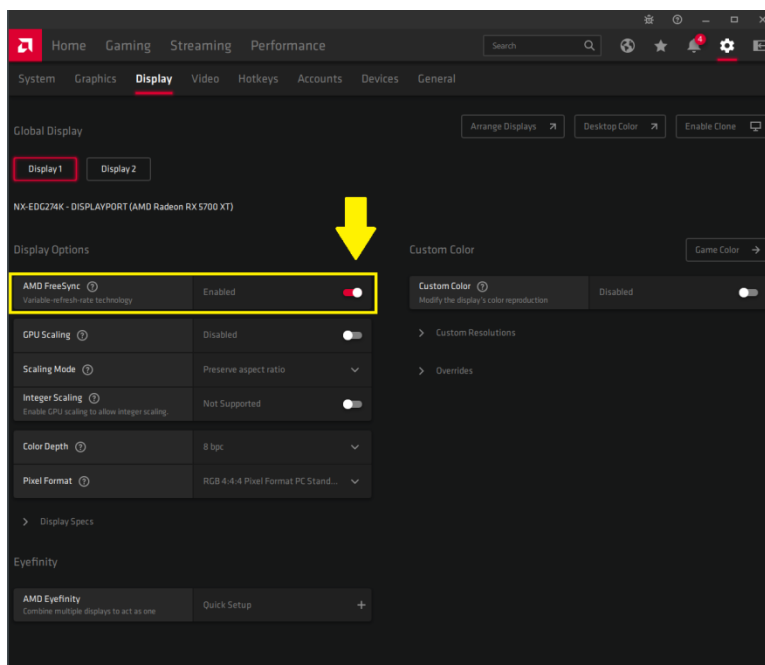 4
Home Gaming Streaming Performance Search
System Graphics Display Video Hotkeys Accounts Devices General
Global Display
Arrange Displays Desktop Color Enable Clone
Display 1 Display 2
NX-EDG274K - DISPLAYPORT (AMD Radeon RX 5700 XT)
Display Options
AMD FreeSync
Variable-refresh-rate technology
Enabled
GPU Scaling Disabled
Scaling Mode Preserve aspect ratio
Integer Scaling
Enable GPU scaling to allow integer scaling.
Not Supported
Color Depth 8 bpc
Pixel Format RGB 4:4:4 Pixel Format PC Stand...
Display Specs
Eyefinity
AMD Eyefinity
Combine multiple displays to act as one
Quick Setup
Custom Color Game Color
Custom Color
Modify the display's color reproduction
Disabled
Custom Resolutions
Overrides